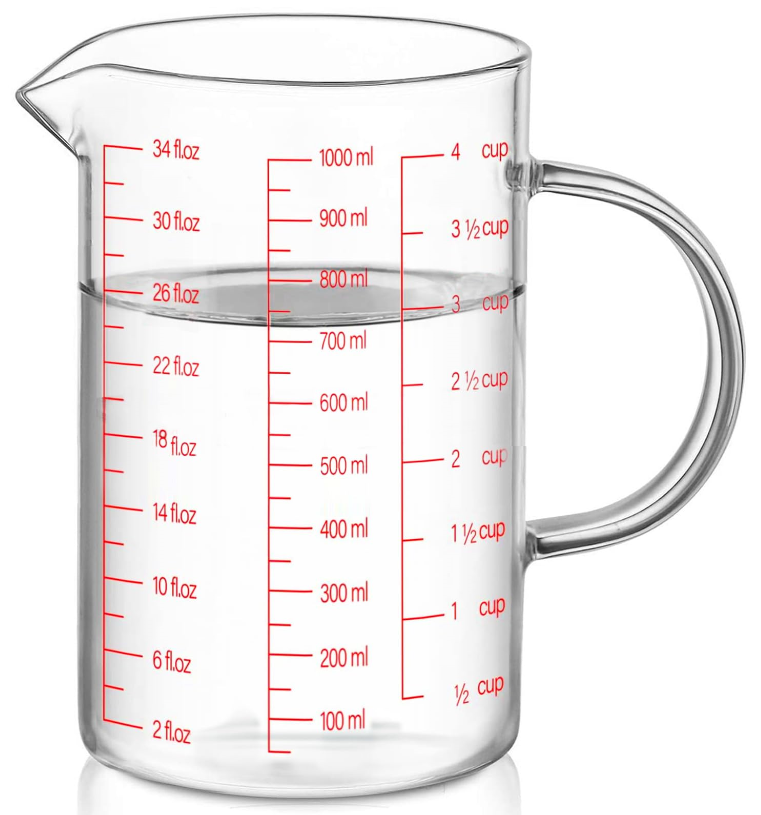 34 fl.oz
30 fl.oz
26 fl.oz
22 fl.oz
18 fl.oz
14 fl.oz
10 fl.oz
6 fl.oz
2 fl.oz
1000 ml
900 ml
800 ml
700 ml
600 ml
500 ml
400 ml
300 ml
200 ml
100 ml
4 cup
3 ½ cup
3 cup
2 ½ cup
2 cup
1 ½ cup
1 cup
½ cup